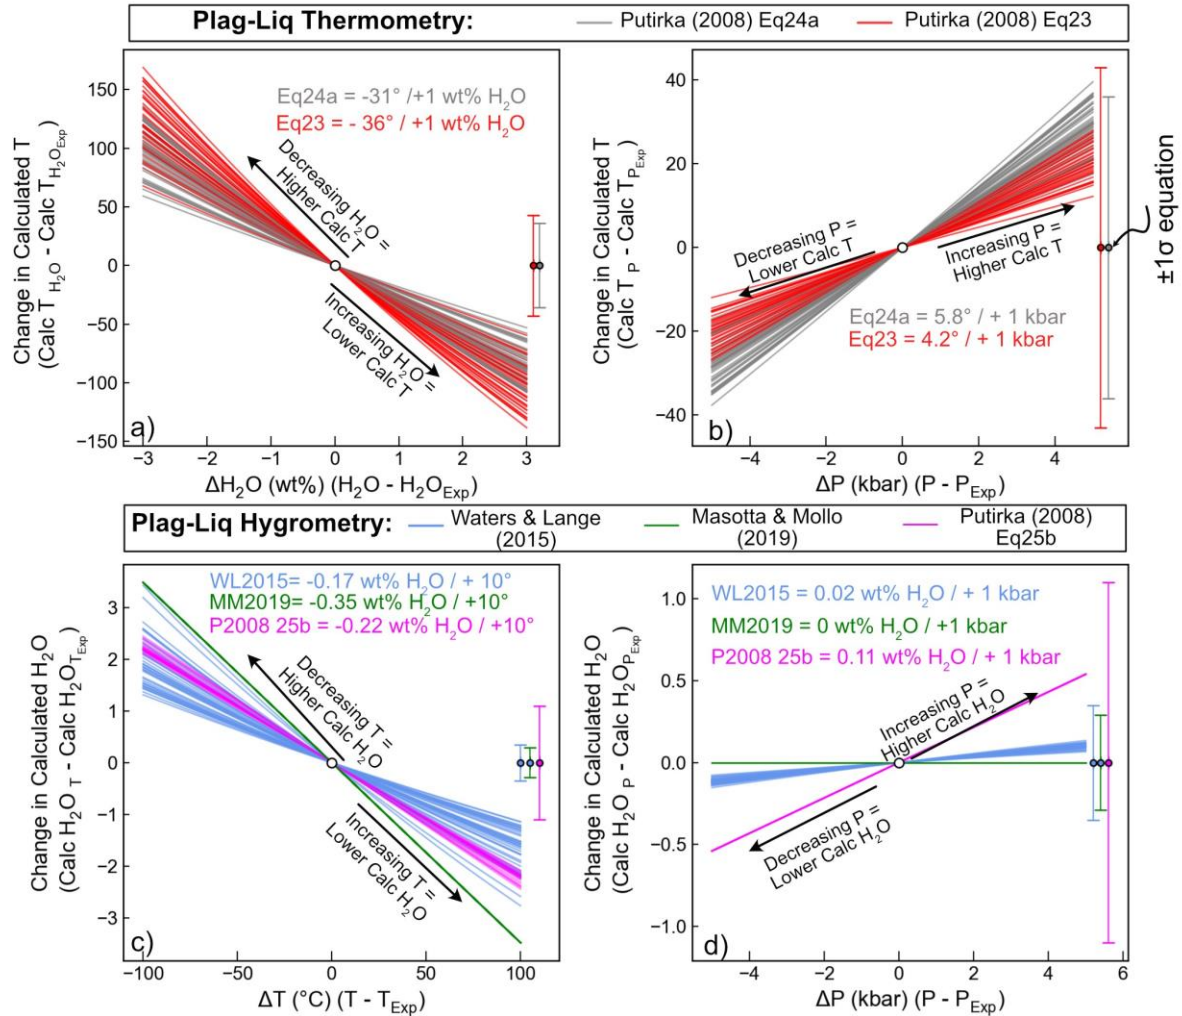 Plag-Liq Thermometry: Putirka (2008) Eq24a Putirka (2008) Eq23
Change in Calculated T
(Calc T H₂O - Calc T H₂OExp)
150
100
50
0
−50
−100
−150
Eq24a = -31° /+1 wt% H₂O
Eq23 = - 36° / +1 wt% H₂O
Decreasing H₂O =
Higher Calc T
Increasing H₂O =
Lower Calc T
a)
−3 −2 −1 0 1 2 3
ΔH₂O (wt%) (H₂O - H2OExp)
Change in Calculated T
(Calc T P - Calc T PExp)
40
20
0
−20
−40
Decreasing P =
Lower Calc T
Increasing P =
Higher Calc T
Eq24a = 5.8° / + 1 kbar
Eq23 = 4.2° / + 1 kbar
b)
−4 −2 0 2 4
ΔP (kbar) (P - PExp)
±1σ equation
Plag-Liq Hygrometry: Waters & Lange Masotta & Mollo Putirka (2008)
(2015) (2019) Eq25b
Change in Calculated H₂O
(Calc H₂O T - Calc H₂OTExp)
3
2
1
0
−1
−2
−3
WL2015= -0.17 wt% H₂O / + 10°
MM2019= -0.35 wt% H₂O / +10°
P2008 25b = -0.22 wt% H₂O / +10°
Decreasing T =
Higher Calc H₂O
Increasing T =
Lower Calc H₂O
c)
−100 −50 0 50 100
ΔT (°C) (T - TExp)
Change in Calculated H₂O
(Calc H₂O P - Calc H₂OPExp)
1.0
0.5
0.0
−0.5
−1.0
WL2015 = 0.02 wt% H₂O / + 1 kbar
MM2019 = 0 wt% H₂O / +1 kbar
P2008 25b = 0.11 wt% H₂O / + 1 kbar
Increasing P =
Higher Calc H₂O
Decreasing P =
Lower Calc H₂O
d)
−4 −2 0 2 4 6
ΔP (kbar) (P - PExp)